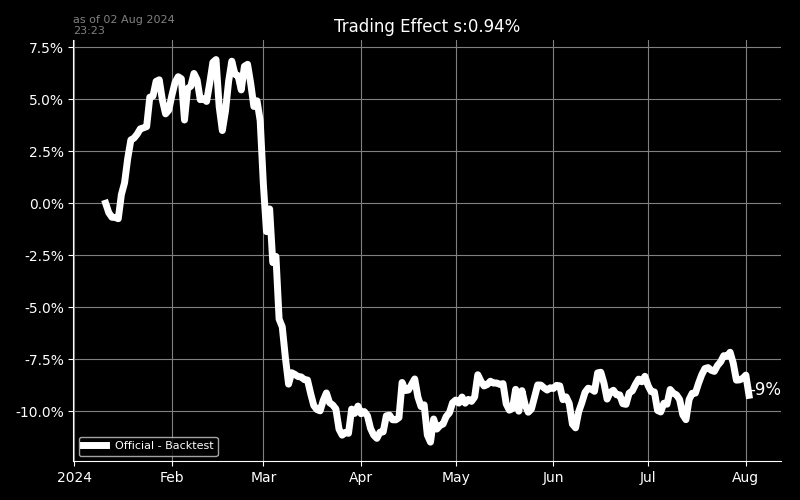 as of 02 Aug 2024
23:23
Trading Effect s:0.94%
7.5%
5.0%
2.5%
0.0%
-2.5%
-5.0%
-7.5%
-10.0%
-9%
Official - Backtest
2024 Feb Mar Apr May Jun Jul Aug